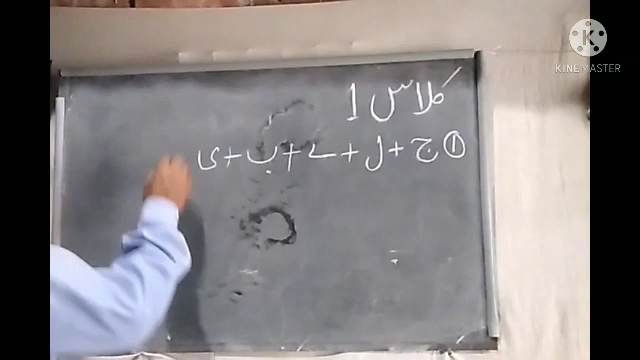 KINEMASTER
کلاس 1
① ج + ل + ے + ب + ی